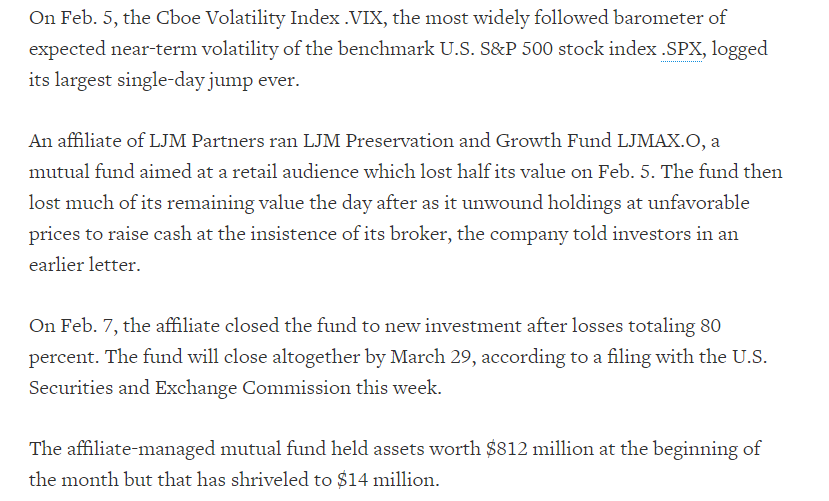 On Feb. 5, the Cboe Volatility Index .VIX, the most widely followed barometer of
expected near-term volatility of the benchmark U.S. S&P 500 stock index .SPX, logged
its largest single-day jump ever.
An affiliate of LJM Partners ran LJM Preservation and Growth Fund LJMAX.O, a
mutual fund aimed at a retail audience which lost half its value on Feb. 5. The fund then
lost much of its remaining value the day after as it unwound holdings at unfavorable
prices to raise cash at the insistence of its broker, the company told investors in an
earlier letter.
On Feb. 7, the affiliate closed the fund to new investment after losses totaling 80
percent. The fund will close altogether by March 29, according to a filing with the U.S.
Securities and Exchange Commission this week.
The affiliate-managed mutual fund held assets worth $812 million at the beginning of
the month but that has shriveled to $14 million.